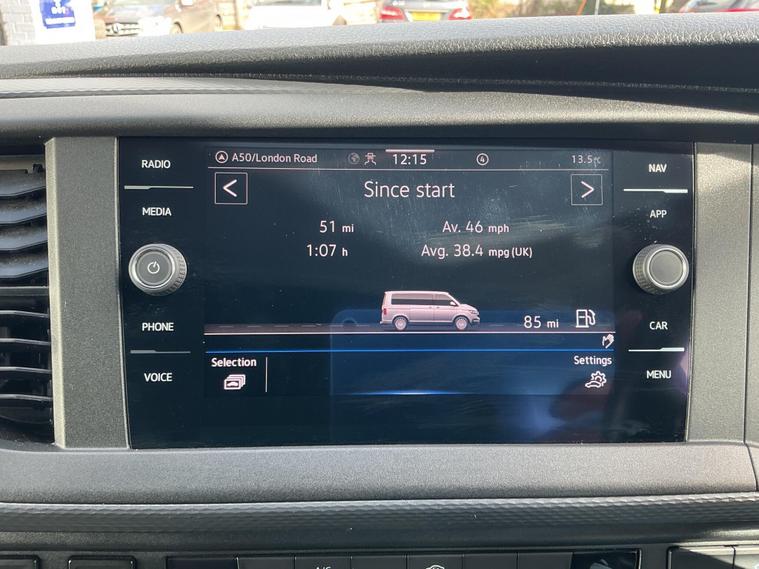 RADIO
MEDIA
PHONE
VOICE
A50/London Road 12:15 4 13.5°C
Since start
51 mi Av. 46 mph
1:07 h Avg. 38.4 mpg (UK)
85 mi
Selection Settings
NAV
APP
CAR
MENU
A/C